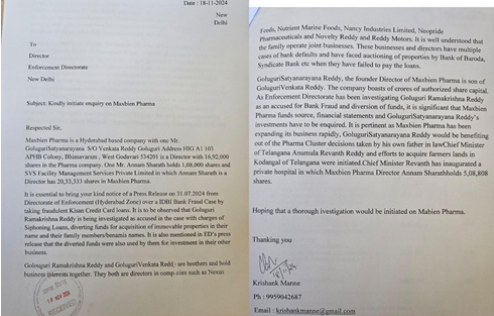 Date : 18-11-2024
New
Delhi
To
Director
Enforcement Directorate
New Delhi
Subject: Kindly initiate enquiry on Maxbien Pharma
Respected Sir,
Maxbien Pharma is a Hyderabad based company with one Mr.
GoluguriSatyanarayana S/O Venkata Reddy Goluguri Address HIG A1 103
APHB Colony, Bhimavaram , West Godavari 534201 is a Director with 16,92,000
shares in the Pharma company. One Mr. Annam Sharath holds 1,08,000 shares and
SVS Facility Management Services Private Limited in which Annam Sharath is a
Director has 20,33,333 shares in Maxbien Pharma.
It is essential to bring your kind notice of a Press Release on 31.07.2024 from
Directorate of Enforcement (Hyderabad Zone) over a IDBI Bank Fraud Case by
taking fraudulent Kisan Credit Card loans. It is to be observed that Goluguri
Ramakrishna Reddy is being investigated as accused in the case with charges of
Siphoning Loans, diverting funds for acquisition of immovable properties in their
name and their family members/benamis names. It is also mentioned in ED's press
release that the diverted funds were also used by them for investment in their other
business.
Goluguri Ramakrishna Reddy and GoluguriVenkata Reddy are brothers and hold
business interests together. They both are directors in companies such as Nexus
18 NOV 2024
RECEIVED
Foods, Nutrient Marine Foods, Nancy Industries Limited, Neopride
Pharmaceuticals and Novelty Reddy and Reddy Motors. It is well understood that
the family operate joint businesses. These businesses and directors have multiple
cases of bank defaults and have faced auctioning of properties by Bank of Baroda,
Syndicate Bank etc when they have failed to pay the loans.
GoluguriSatyanarayana Reddy, the founder Director of Maxbien Pharma is son of
GoluguriVenkata Reddy. The company boasts of crores of authorized share capital.
As Enforcement Directorate has been investigating Goluguri Ramakrishna Reddy
as an accused for Bank Fraud and diversion of funds, it is significant that Maxbien
Pharma funds source, financial statements and GoluguriSatyanarayana Reddy's
investments have to be enquired. It is pertinent as Maxbien Pharma has been
expanding its business rapidly, GoluguriSatyanarayana Reddy would be benefiting
out of the Pharma Cluster decisions taken by his own father in lawChief Minister of
Telangana Anumula Revanth Reddy and efforts to acquire farmers lands in
Kodangal of Telangana were initiated.Chief Minister Revanth has inaugurated a
private hospital in which Maxbien Pharma Director Annam Sharathholds 5,08,808
shares.
Hoping that a thorough investigation would be initiated on Maxbien Pharma.
Thanking you
Krishank Manne
Ph : 9959042687
Email : krishankmanne@gmail.com